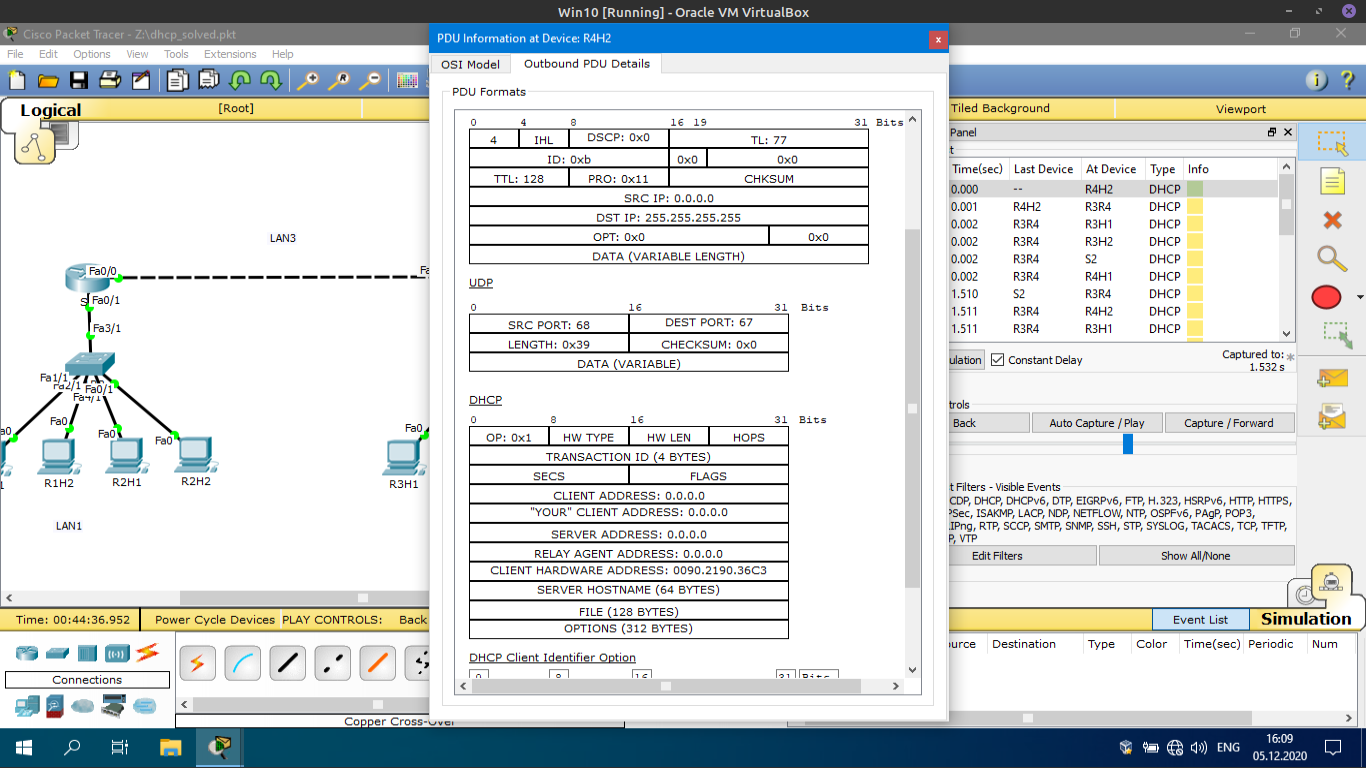 Win10 [Running] - Oracle VM VirtualBox
Cisco Packet Tracer - Z:\dhcp_solved.pkt
File Edit Options View Tools Extensions Help
Logical
[Root]
Tiled Background
Viewport
LAN3
Fa0/0
Fa0/1
Fa3/1
Fa1/1
Fa2/1
Fa0/1
Fa4/1
Fa0
Fa0
Fa0
Fa0
R1H2
R2H1
R2H2
R3H1
LAN1
PDU Information at Device: R4H2
OSI Model
Outbound PDU Details
PDU Formats
0 4 8 16 19 31 Bits
4 IHL DSCP: 0x0 TL: 77
ID: 0xb 0x0 0x0
TTL: 128 PRO: 0x11 CHKSUM
SRC IP: 0.0.0.0
DST IP: 255.255.255.255
OPT: 0x0 0x0
DATA (VARIABLE LENGTH)
UDP
0 16 31 Bits
SRC PORT: 68 DEST PORT: 67
LENGTH: 0x39 CHECKSUM: 0x0
DATA (VARIABLE)
DHCP
0 8 16 31 Bits
OP: 0x1 HW TYPE HW LEN HOPS
TRANSACTION ID (4 BYTES)
SECS FLAGS
CLIENT ADDRESS: 0.0.0.0
"YOUR" CLIENT ADDRESS: 0.0.0.0
SERVER ADDRESS: 0.0.0.0
RELAY AGENT ADDRESS: 0.0.0.0
CLIENT HARDWARE ADDRESS: 0090.2190.36C3
SERVER HOSTNAME (64 BYTES)
FILE (128 BYTES)
OPTIONS (312 BYTES)
DHCP Client Identifier Option
0 8 16 31 Bits
Panel
Time(sec) Last Device At Device Type Info
0.000 -- R4H2 DHCP
0.001 R4H2 R3R4 DHCP
0.002 R3R4 R3H1 DHCP
0.002 R3R4 R3H2 DHCP
0.002 R3R4 S2 DHCP
0.002 R3R4 R4H1 DHCP
1.510 S2 R3R4 DHCP
1.511 R3R4 R4H2 DHCP
1.511 R3R4 R3H1 DHCP
Constant Delay
Captured to:
1.532 s
Back
Auto Capture / Play
Capture / Forward
Filters - Visible Events
CDP, DHCP, DHCPv6, DTP, EIGRPv6, FTP, H.323, HSRPv6, HTTP, HTTPS,
ISAKMP, LACP, NDP, NETFLOW, NTP, OSPFv6, PAgP, POP3,
RTP, SCCP, SMTP, SNMP, SSH, STP, SYSLOG, TACACS, TCP, TFTP,
VTP
Edit Filters
Show All/None
Time: 00:44:36.952 Power Cycle Devices PLAY CONTROLS: Back
Event List
Simulation
Connections
Copper Cross-Over
Destination Type Color Time(sec) Periodic Num
ENG
16:09
05.12.2020